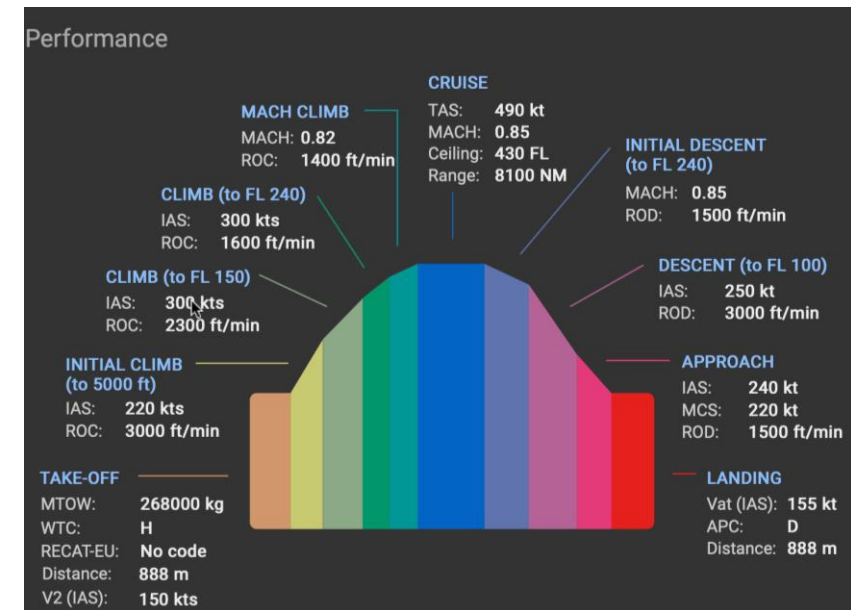 Performance
CRUISE
TAS: 490 kt
MACH: 0.85
Ceiling: 430 FL
Range: 8100 NM
MACH CLIMB
MACH: 0.82
ROC: 1400 ft/min
INITIAL DESCENT
(to FL 240)
MACH: 0.85
ROD: 1500 ft/min
CLIMB (to FL 240)
IAS: 300 kts
ROC: 1600 ft/min
DESCENT (to FL 100)
IAS: 250 kt
ROD: 3000 ft/min
CLIMB (to FL 150)
IAS: 300 kts
ROC: 2300 ft/min
INITIAL CLIMB
(to 5000 ft)
IAS: 220 kts
ROC: 3000 ft/min
APPROACH
IAS: 240 kt
MCS: 220 kt
ROD: 1500 ft/min
TAKE-OFF
MTOW: 268000 kg
WTC: H
RECAT-EU: No code
Distance: 888 m
V2 (IAS): 150 kts
LANDING
Vat (IAS): 155 kt
APC: D
Distance: 888 m